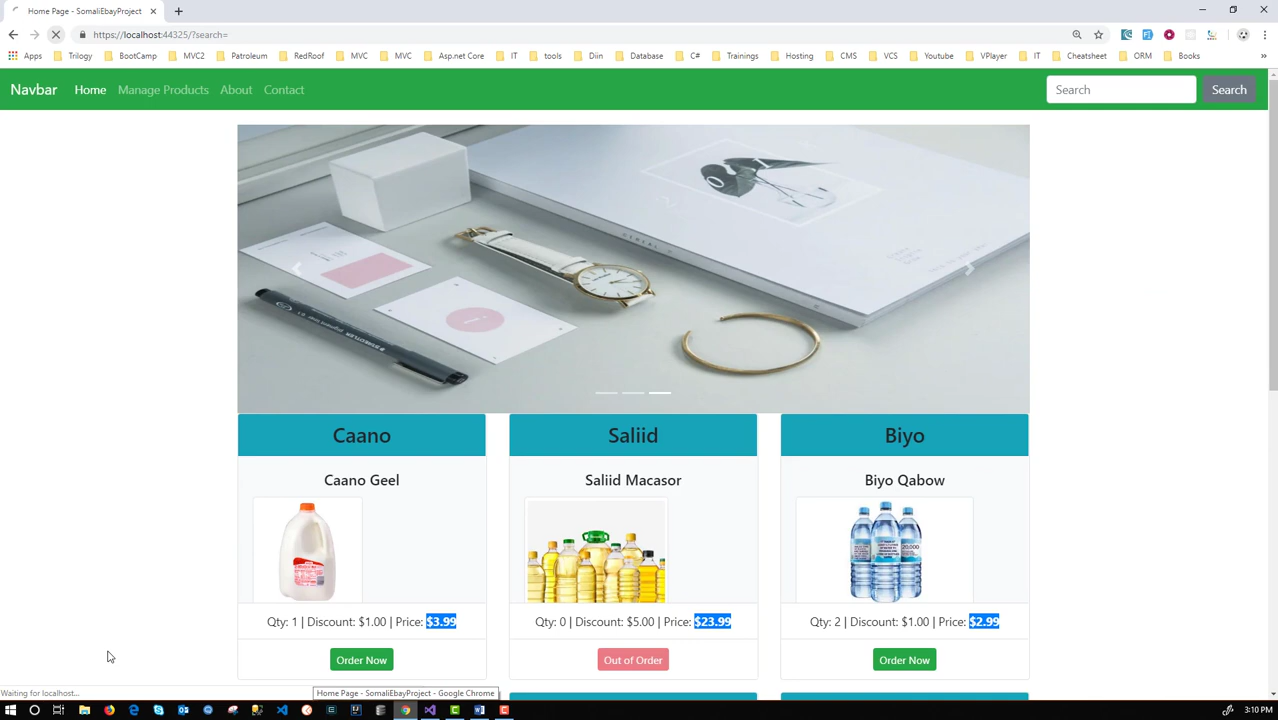 Home Page - SomaliEbayProject
https://localhost:44325/?search=
Apps Trilogy BootCamp MVC2 Patroleum RedRoof MVC MVC Asp.net Core IT tools Diin Database C# Trainings Hosting CMS VCS Youtube VPlayer IT Cheatsheet ORM Books
Navbar Home Manage Products About Contact Search Search
Caano Saliid Biyo
Caano Geel Saliid Macasor Biyo Qabow
Qty: 1 | Discount: $1.00 | Price: $3.99 Qty: 0 | Discount: $5.00 | Price: $23.99 Qty: 2 | Discount: $1.00 | Price: $2.99
Order Now Out of Order Order Now
Waiting for localhost...
Home Page - SomaliEbayProject - Google Chrome
3:10 PM